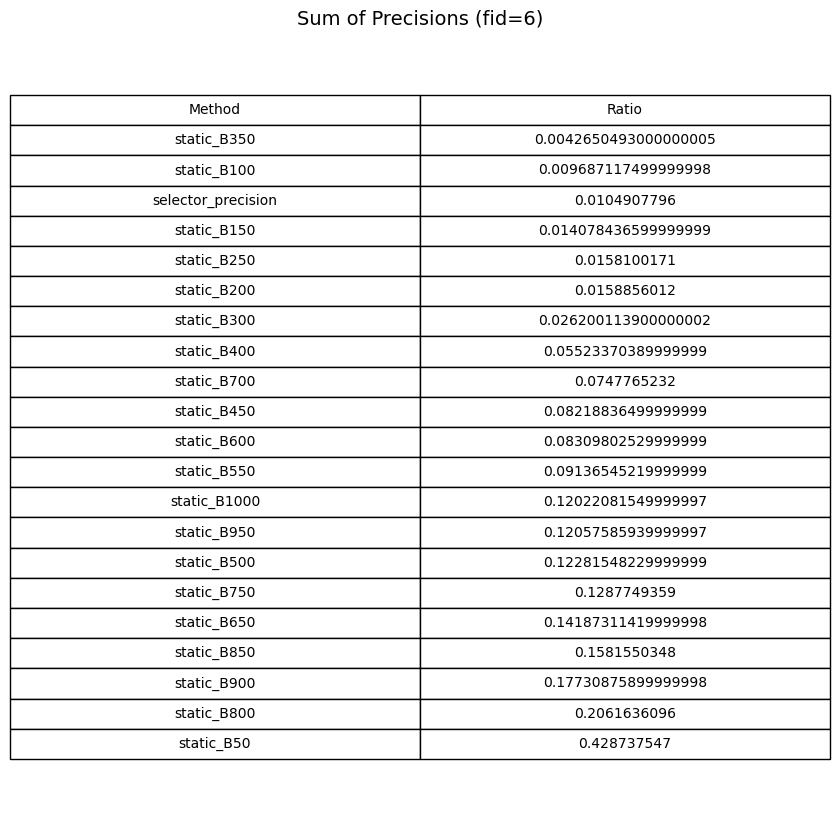 Sum of Precisions (fid=6)
Method Ratio
static_B350 0.0042650493000000005
static_B100 0.009687117499999998
selector_precision 0.0104907796
static_B150 0.014078436599999999
static_B250 0.0158100171
static_B200 0.0158856012
static_B300 0.026200113900000002
static_B400 0.05523370389999999
static_B700 0.0747765232
static_B450 0.08218836499999999
static_B600 0.08309802529999999
static_B550 0.09136545219999999
static_B1000 0.12022081549999997
static_B950 0.12057585939999997
static_B500 0.12281548229999999
static_B750 0.1287749359
static_B650 0.14187311419999998
static_B850 0.1581550348
static_B900 0.17730875899999998
static_B800 0.2061636096
static_B50 0.428737547